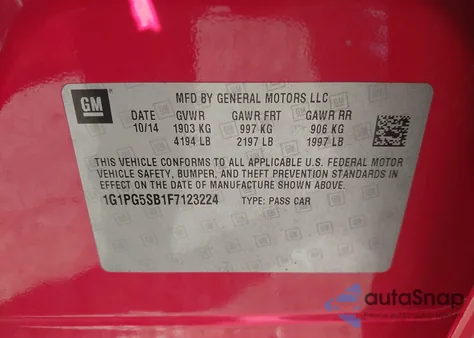 GM
MFD BY GENERAL MOTORS LLC
DATE GVWR GAWR FRT GAWR RR
10/14 1903 KG 997 KG 906 KG
4194 LB 2197 LB 1997 LB
THIS VEHICLE CONFORMS TO ALL APPLICABLE U.S. FEDERAL MOTOR
VEHICLE SAFETY, BUMPER, AND THEFT PREVENTION STANDARDS IN
EFFECT ON THE DATE OF MANUFACTURE SHOWN ABOVE.
1G1PG5SB1F7123224 TYPE: PASS CAR
autoSnap